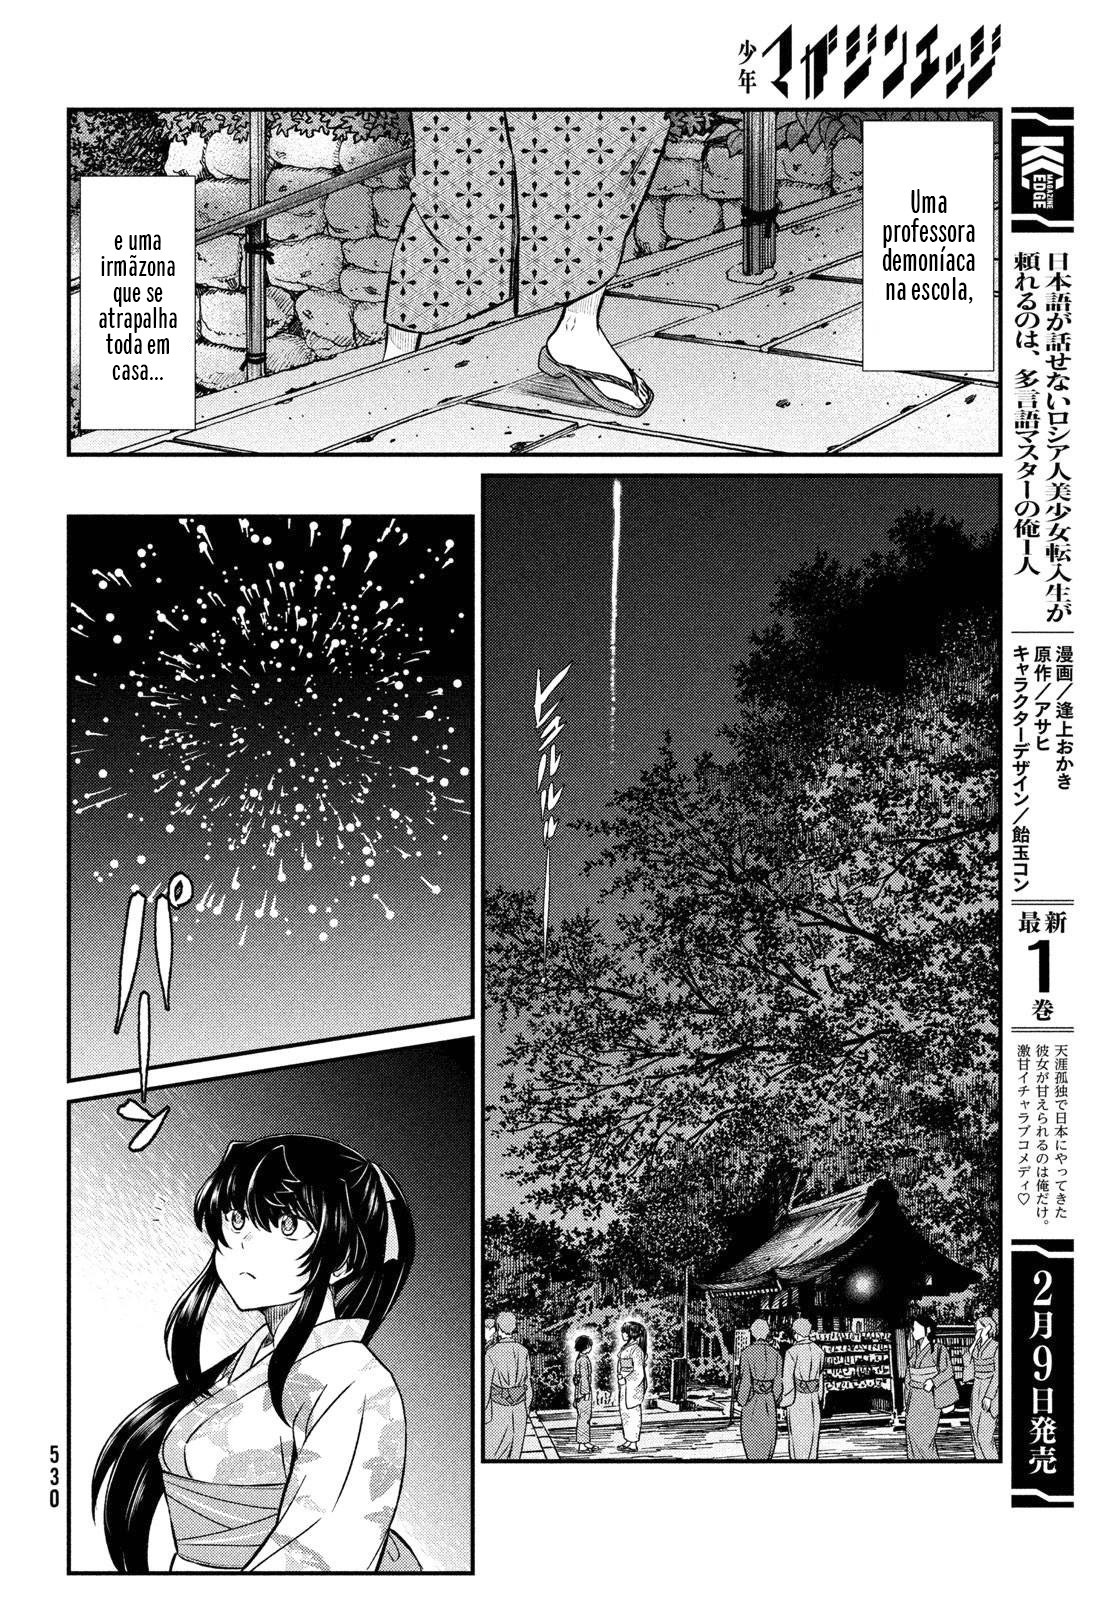 少年
マガジンエッジ
Uma
professora
demoníaca
na escola,
e uma
irmãzona
que se
atrapalha
toda em
casa...
ヒュルルル
パーン
KC
MAGAZINE
EDGE
日本語が話せないロシア人美少女転入生が
頼れるのは、多言語マスターの俺1人
漫画/逢上おかき
原作/アサヒ
キャラクターデザイン/飴玉コン
最新
1
巻
天涯孤独で日本にやってきた
彼女が甘えられるのは俺だけ。
激甘イチャラブコメディ♡
2月9日発売
530